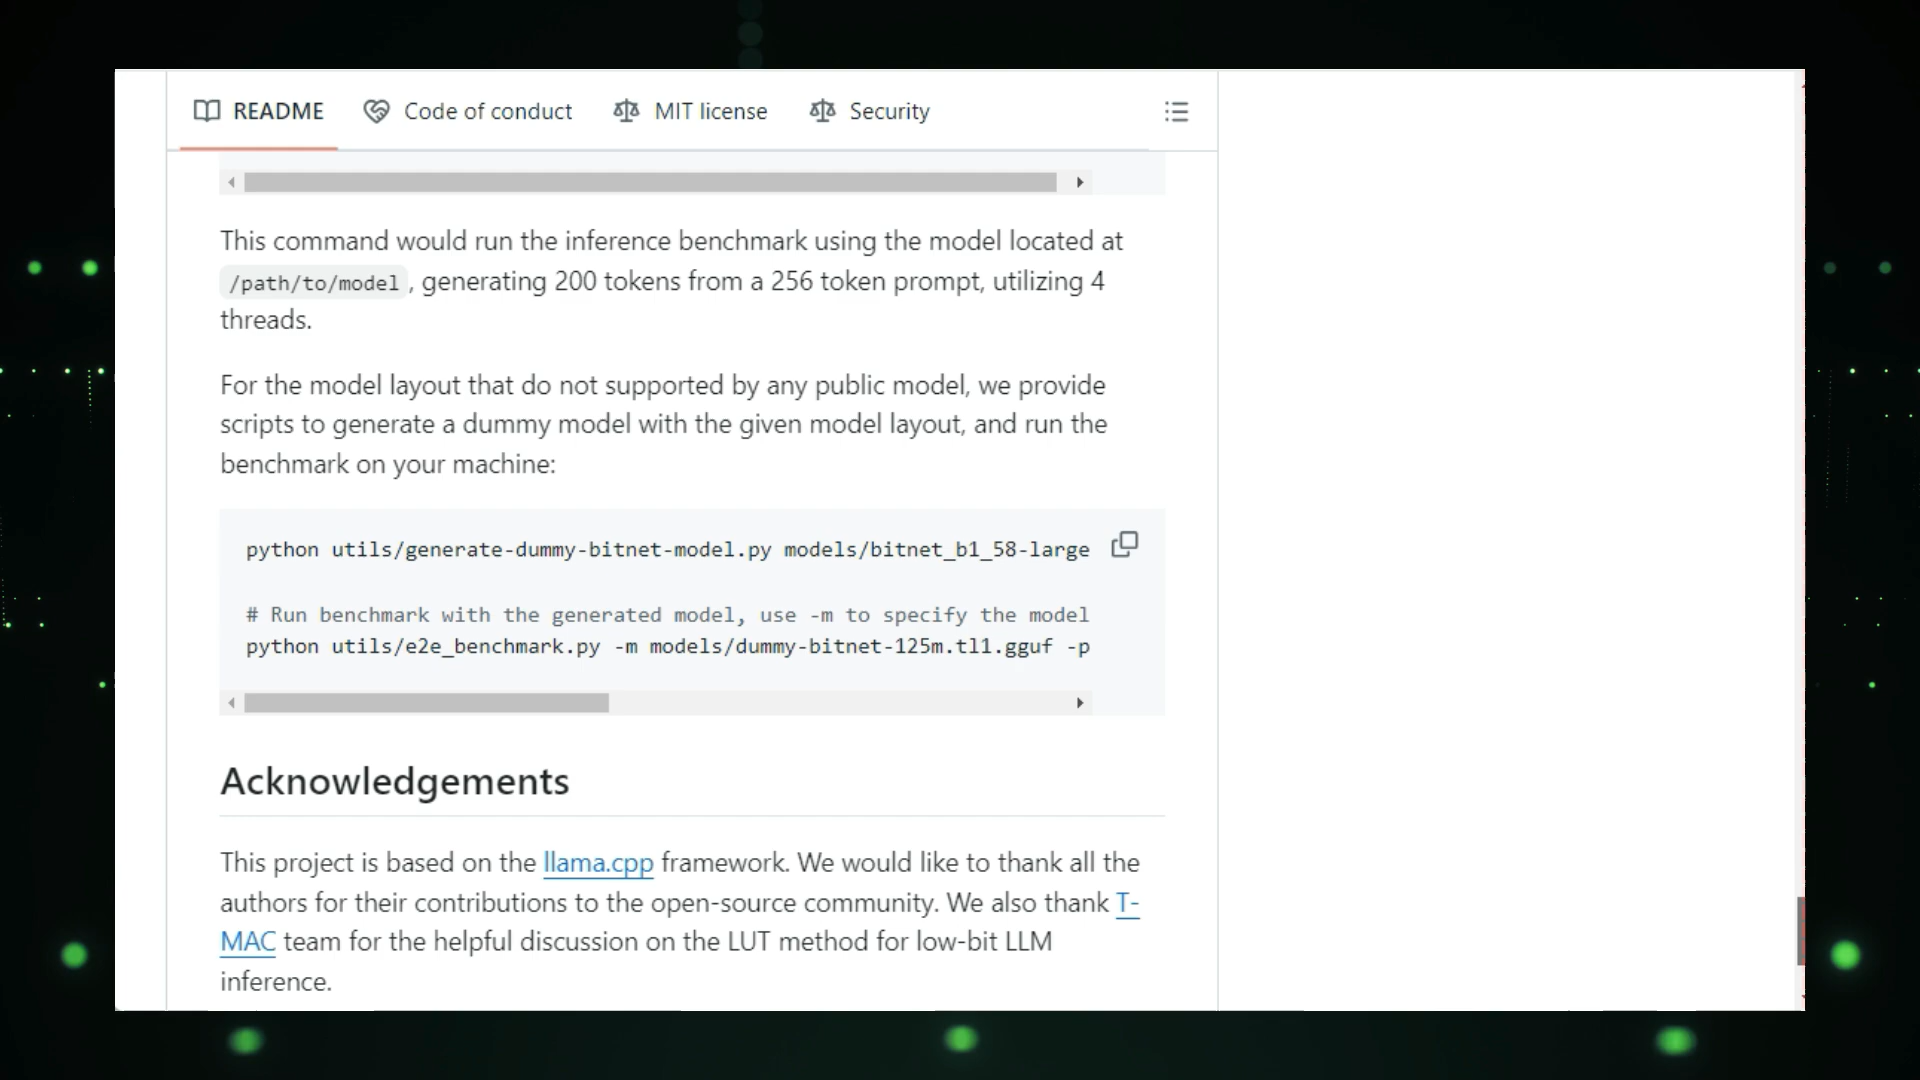 README Code of conduct MIT license Security
This command would run the inference benchmark using the model located at
/path/to/model , generating 200 tokens from a 256 token prompt, utilizing 4
threads.
For the model layout that do not supported by any public model, we provide
scripts to generate a dummy model with the given model layout, and run the
benchmark on your machine:
python utils/generate-dummy-bitnet-model.py models/bitnet_b1_58-large
# Run benchmark with the generated model, use -m to specify the model
python utils/e2e_benchmark.py -m models/dummy-bitnet-125m.tl1.gguf -p
Acknowledgements
This project is based on the llama.cpp framework. We would like to thank all the
authors for their contributions to the open-source community. We also thank T-
MAC team for the helpful discussion on the LUT method for low-bit LLM
inference.